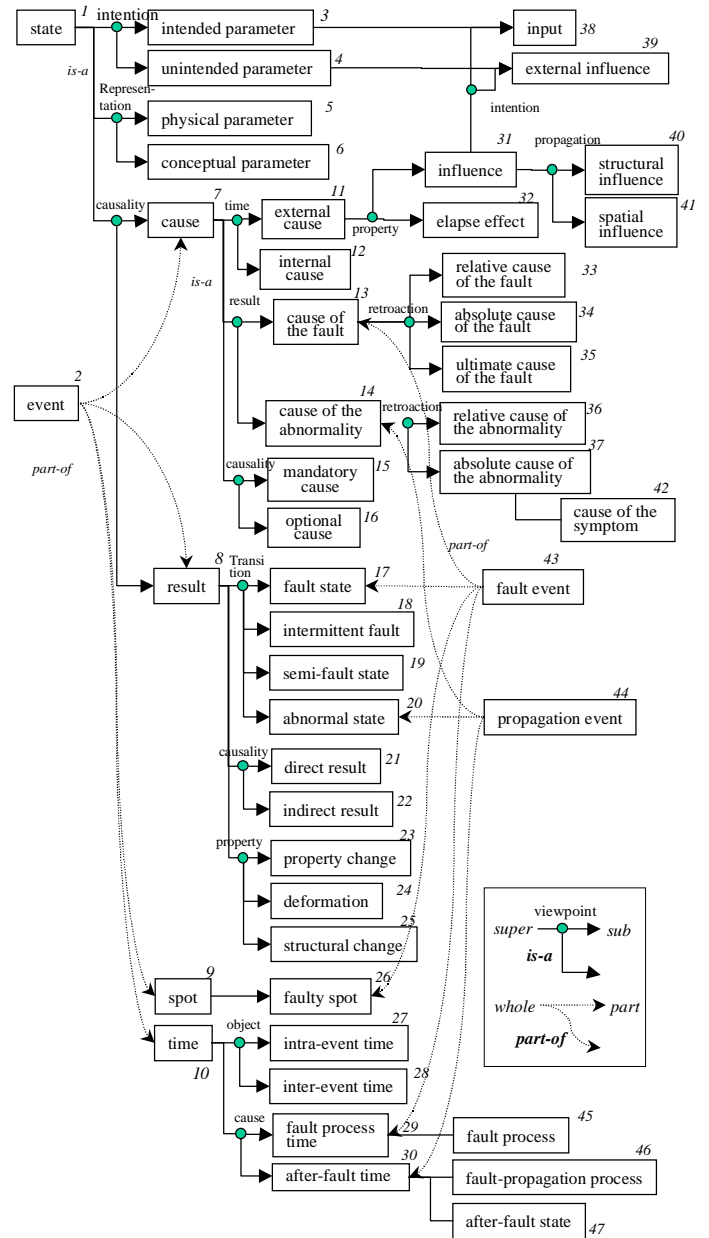 1
state
is-a
intention
3
intended parameter
4
unintended parameter
Represen-
tation
5
physical parameter
6
conceptual parameter
input
38
39
external influence
intention
31
influence
propagation
40
structural
influence
41
spatial
influence
causality
7
cause
is-a
time
11
external
cause
property
32
elapse effect
12
internal
cause
result
13
cause of
the fault
retroaction
relative cause
of the fault
33
absolute cause
of the fault
34
ultimate cause
of the fault
35
2
event
part-of
14
cause of the
abnormality
retroaction
relative cause of
the abnormality
36
absolute cause of
the abnormality
37
42
cause of the
symptom
causality
15
mandatory
cause
optional
cause
16
part-of
8
result
Transi
tion
17
fault state
43
fault event
18
intermittent fault
19
semi-fault state
20
abnormal state
44
propagation event
causality
direct result
21
indirect result
22
property
23
property change
deformation
24
25
structural change
9
spot
26
faulty spot
time
10
object
27
intra-event time
28
inter-event time
cause
fault process
time
29
45
fault process
30
after-fault time
46
fault-propagation process
after-fault state
47
viewpoint
super
sub
is-a
whole
part
part-of